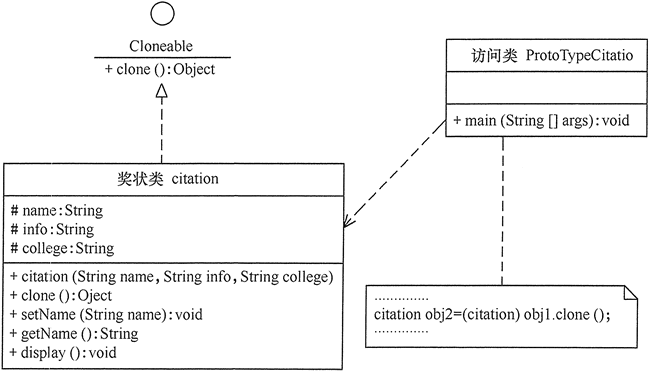 Cloneable
+ clone ():Object
访问类 ProtoTypeCitatio
+ main (String [] args):void
奖状类 citation
# name:String
# info:String
# college:String
+ citation (String name,String info,String college)
+ clone ():Oject
+ setName (String name):void
+ getName ():String
+ display ():void
..............
citation obj2=(citation) obj1.clone ();
..............